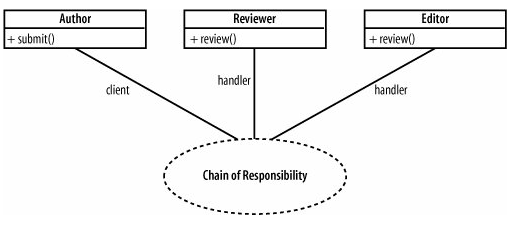 Author
+ submit()
Reviewer
+ review()
Editor
+ review()
client
handler
handler
Chain of Responsibility